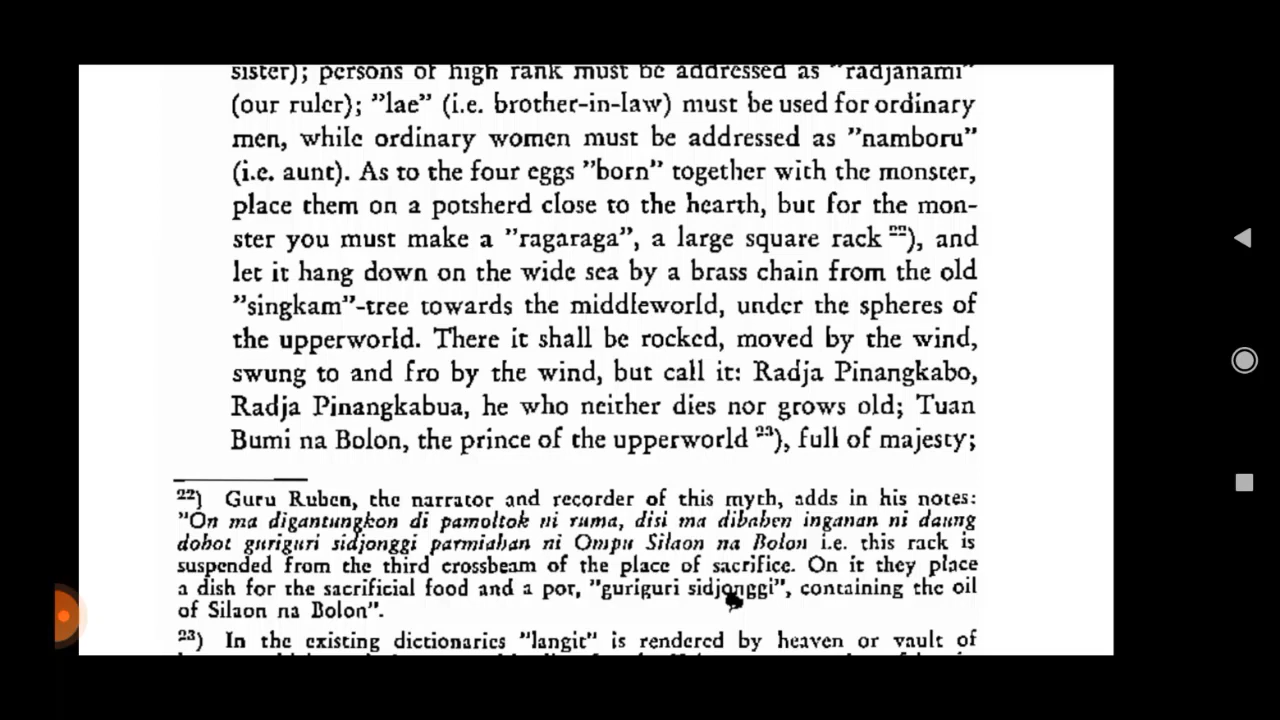 sister); persons of high rank must be addressed as ”radjanami”
(our ruler); ”lae” (i.e. brother-in-law) must be used for ordinary
men, while ordinary women must be addressed as ”namboru”
(i.e. aunt). As to the four eggs ”born” together with the monster,
place them on a potsherd close to the hearth, but for the mon-
ster you must make a ”ragaraga”, a large square rack 22), and
let it hang down on the wide sea by a brass chain from the old
”singkam”-tree towards the middleworld, under the spheres of
the upperworld. There it shall be rocked, moved by the wind,
swung to and fro by the wind, but call it: Radja Pinangkabo,
Radja Pinangkabua, he who neither dies nor grows old; Tuan
Bumi na Bolon, the prince of the upperworld 23), full of majesty;
22) Guru Ruben, the narrator and recorder of this myth, adds in his notes:
”On ma digantungkon di pamoltok ni ruma, disi ma dibahen inganan ni daung
dohot guriguri sidjonggi parmiahan ni Ompu Silaon na Bolon i.e. this rack is
suspended from the third crossbeam of the place of sacrifice. On it they place
a dish for the sacrificial food and a por, ”guriguri sidjonggi”, containing the oil
of Silaon na Bolon”.
23) In the existing dictionaries ”langit” is rendered by heaven or vault of